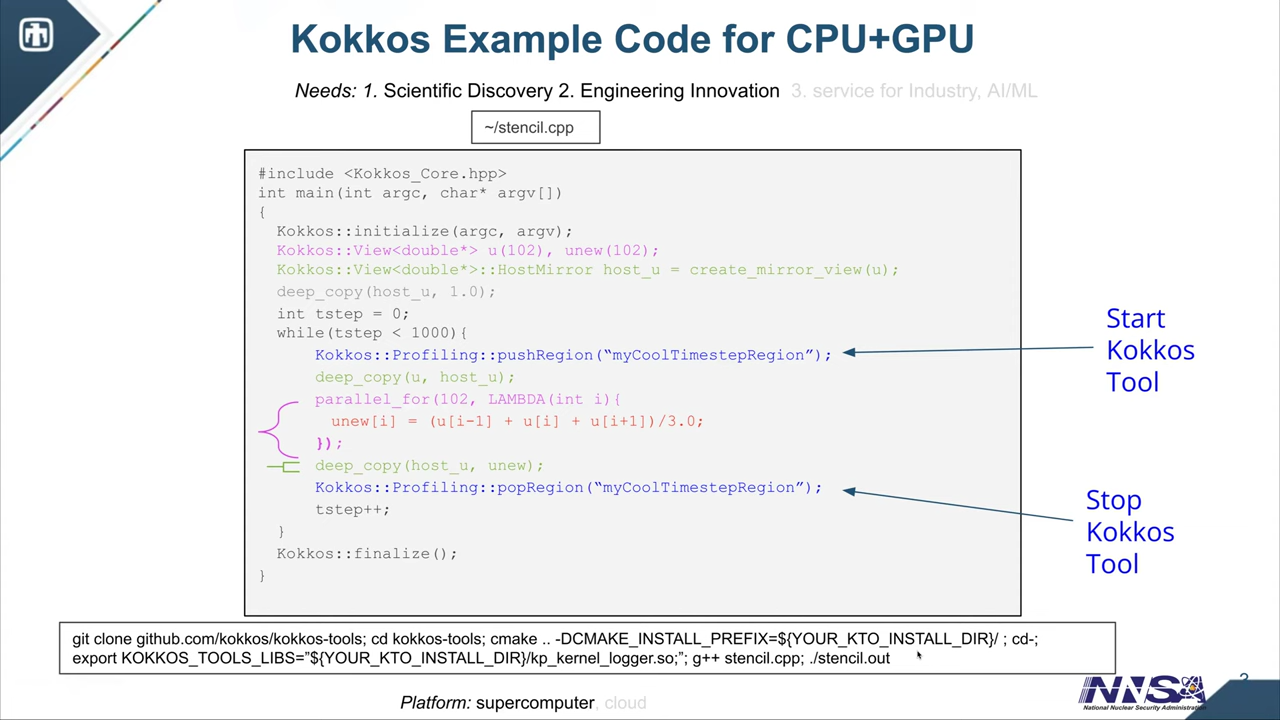 Kokkos Example Code for CPU+GPU
Needs: 1. Scientific Discovery 2. Engineering Innovation 3. service for Industry, AI/ML
~/stencil.cpp
#include <Kokkos_Core.hpp>
int main(int argc, char* argv[])
{
Kokkos::initialize(argc, argv);
Kokkos::View<double*> u(102), unew(102);
Kokkos::View<double*>::HostMirror host_u = create_mirror_view(u);
deep_copy(host_u, 1.0);
int tstep = 0;
while(tstep < 1000){
Kokkos::Profiling::pushRegion(“myCoolTimestepRegion”);
deep_copy(u, host_u);
parallel_for(102, LAMBDA(int i){
unew[i] = (u[i-1] + u[i] + u[i+1])/3.0;
});
deep_copy(host_u, unew);
Kokkos::Profiling::popRegion(“myCoolTimestepRegion”);
tstep++;
}
Kokkos::finalize();
}
Start
Kokkos
Tool
Stop
Kokkos
Tool
git clone github.com/kokkos/kokkos-tools; cd kokkos-tools; cmake .. -DCMAKE_INSTALL_PREFIX=${YOUR_KTO_INSTALL_DIR}/ ; cd-;
export KOKKOS_TOOLS_LIBS=”${YOUR_KTO_INSTALL_DIR}/kp_kernel_logger.so;”; g++ stencil.cpp; ./stencil.out
Platform: supercomputer, cloud
NNSA
National Nuclear Security Administration